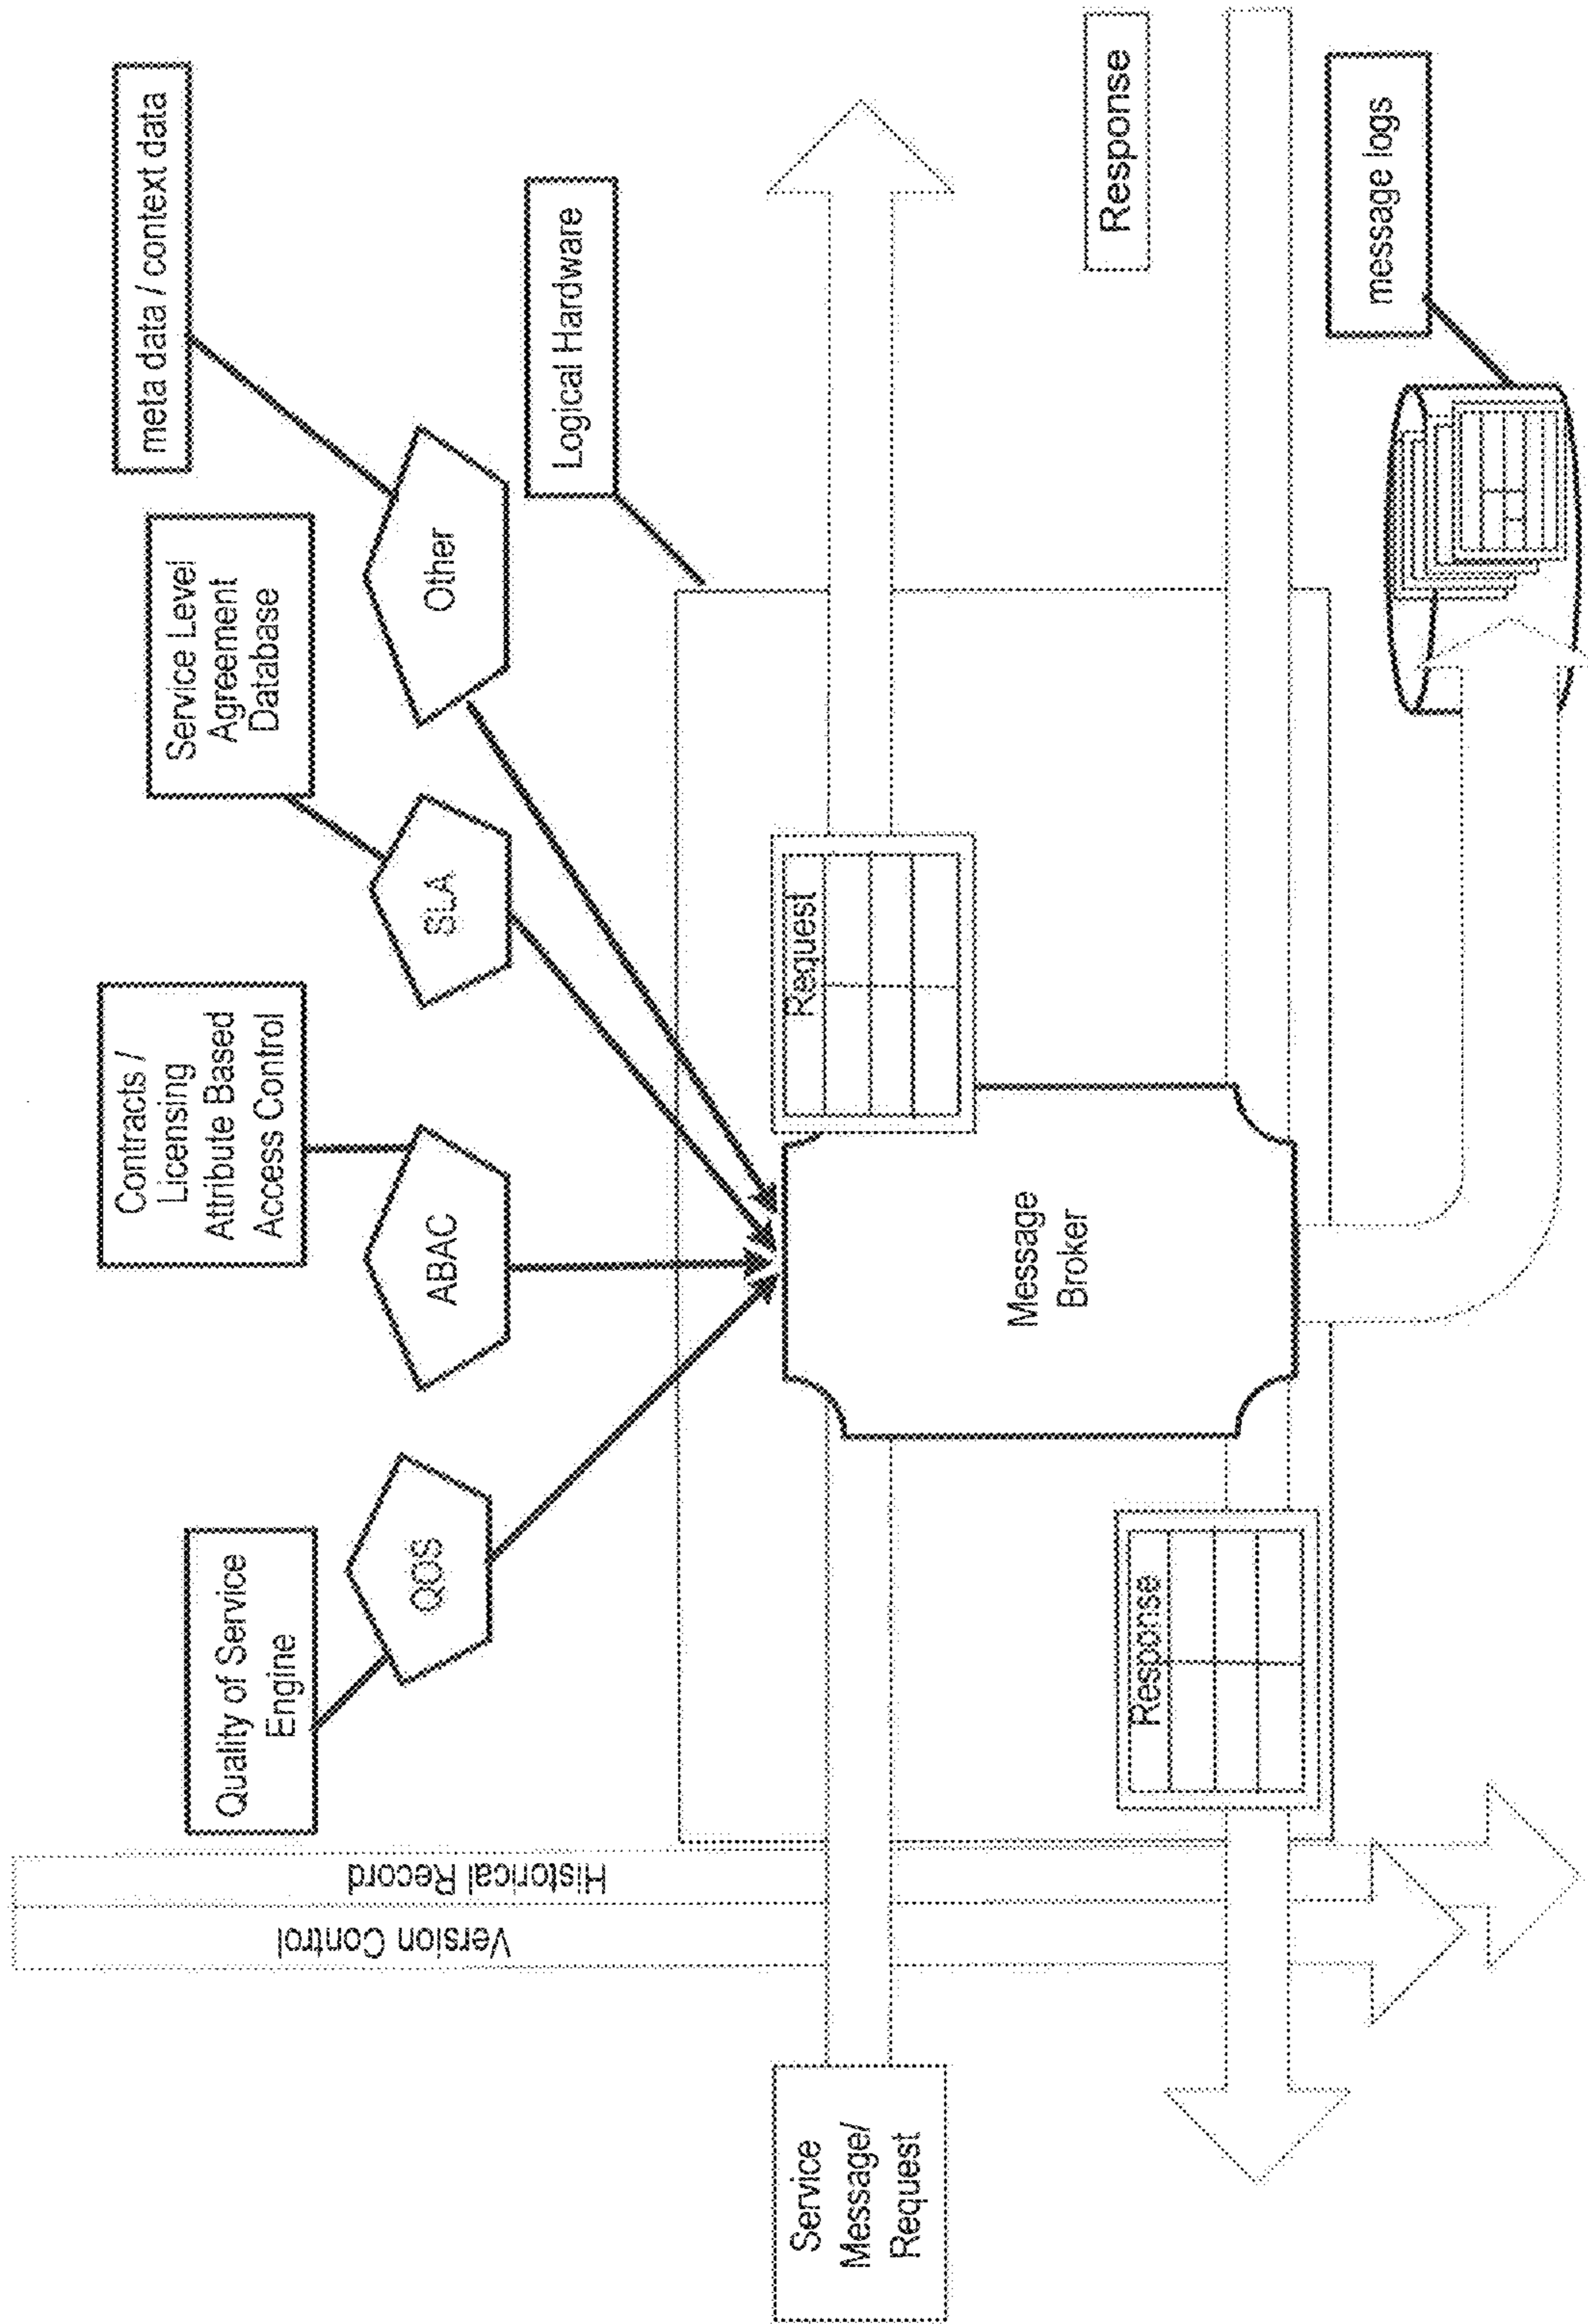 meta data / context data
Service Level
Agreement
Database
Contracts /
Licensing
Attribute Based
Access Control
Quality of Service
Engine
Other
SLA
ABAC
QOS
Logical Hardware
Historical Record
Version Control
Service
Message/
Request
Request
Message
Broker
Response
Response
message logs